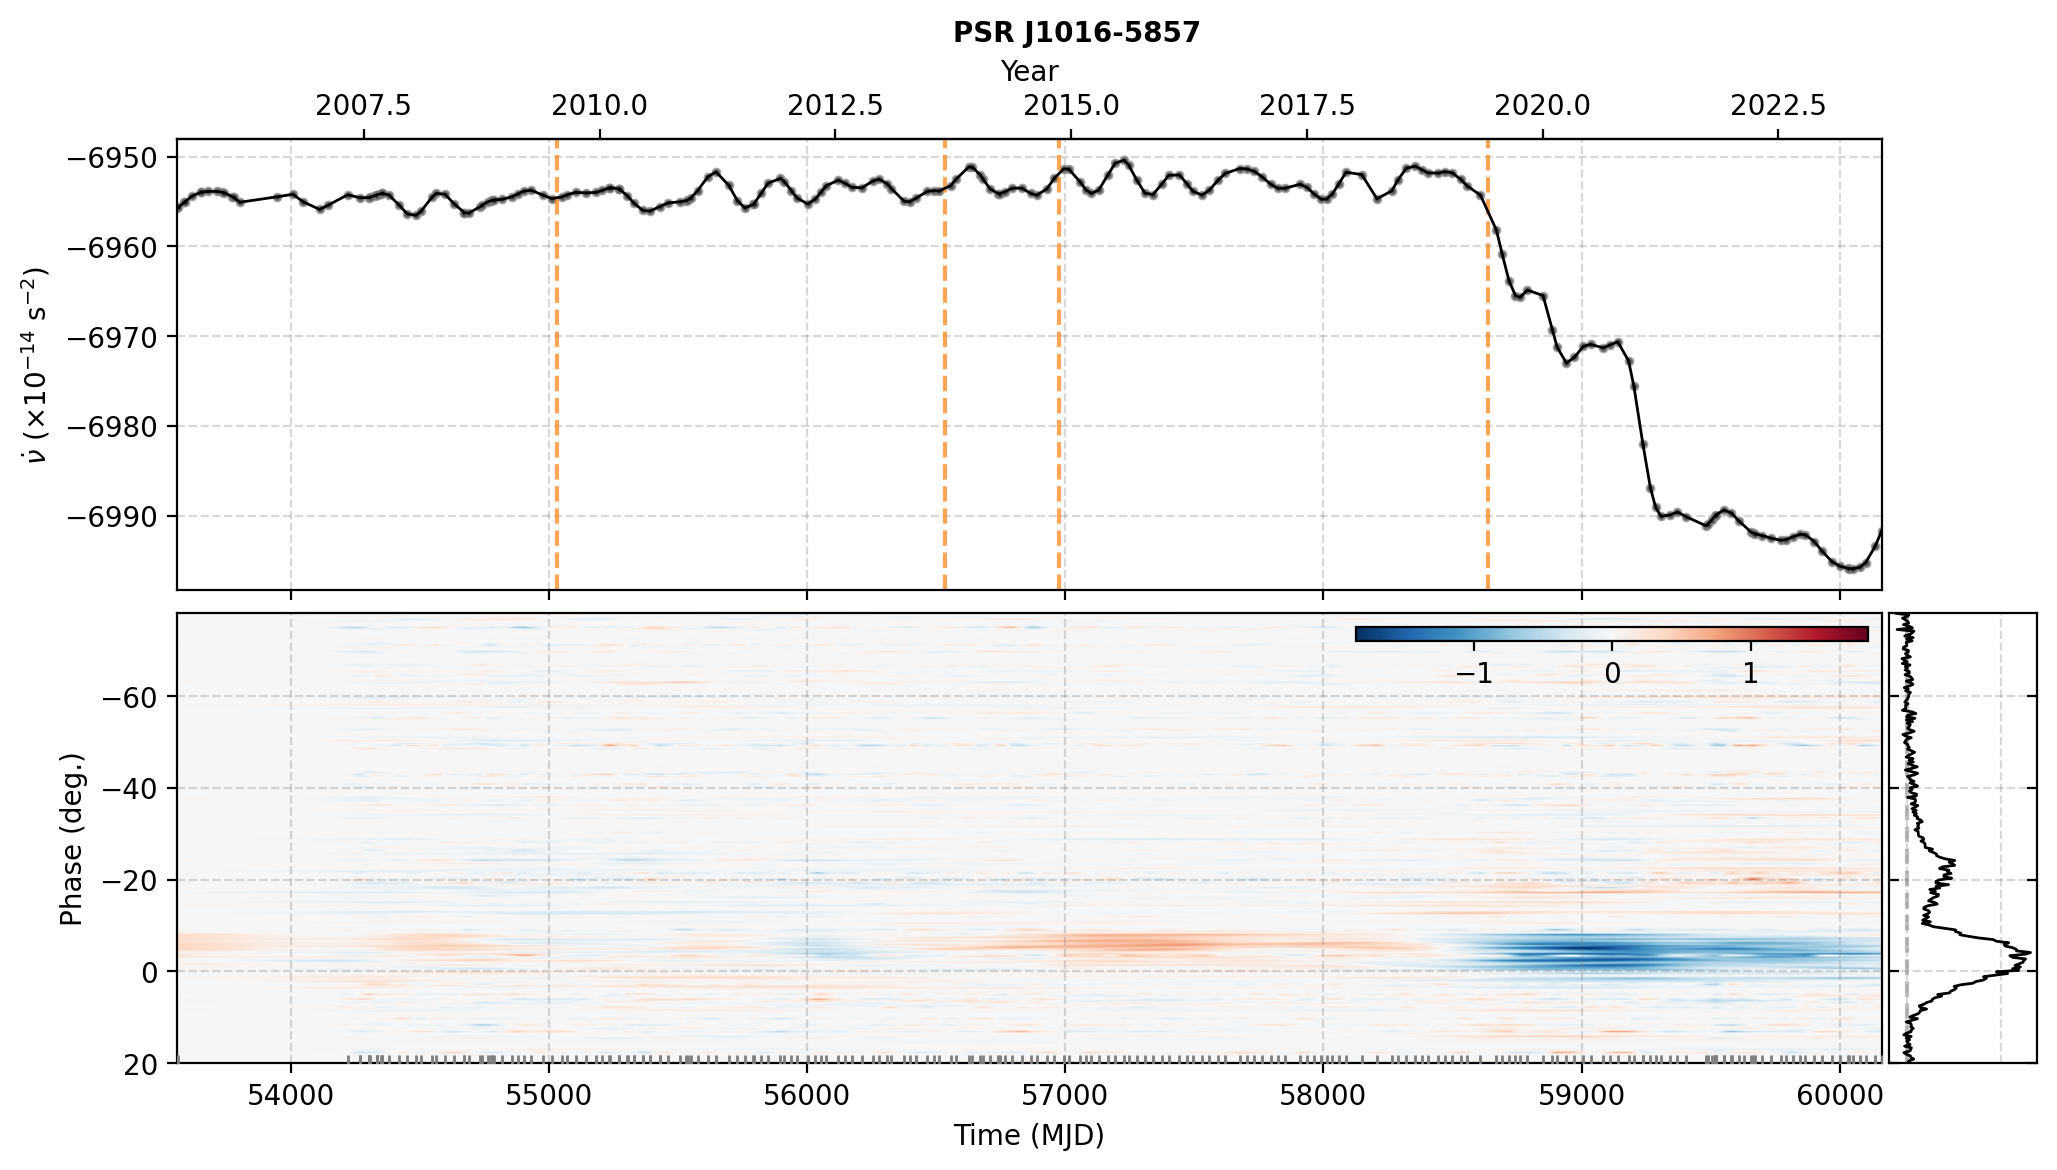 PSR J1016-5857
Year
2007.5 2010.0 2012.5 2015.0 2017.5 2020.0 2022.5
−6950
−6960
−6970
−6980
−6990
ν̇ (×10⁻¹⁴ s⁻²)
−1 0 1
−60
−40
−20
0
20
Phase (deg.)
54000 55000 56000 57000 58000 59000 60000
Time (MJD)